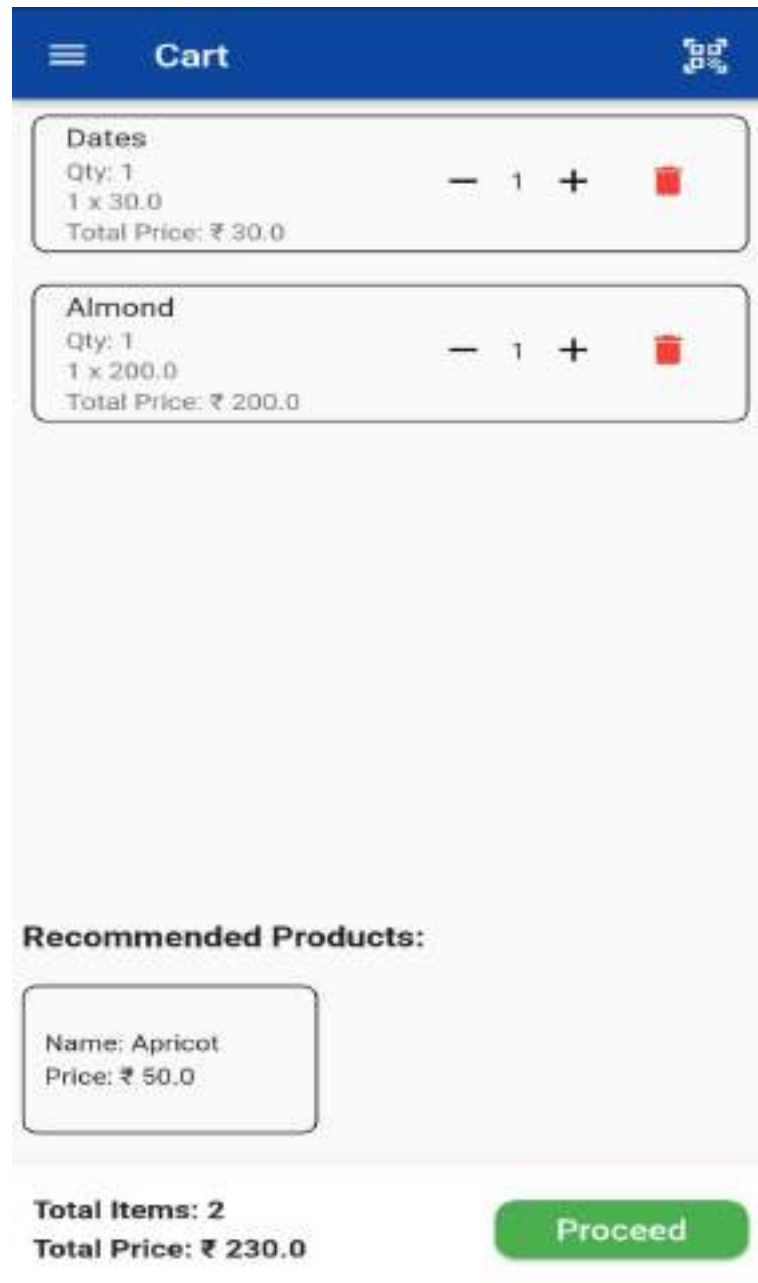 Cart
Dates
Qty: 1
1 x 30.0
Total Price: ₹ 30.0
1
Almond
Qty: 1
1 x 200.0
Total Price: ₹ 200.0
1
Recommended Products:
Name: Apricot
Price: ₹ 50.0
Total Items: 2
Total Price: ₹ 230.0
Proceed